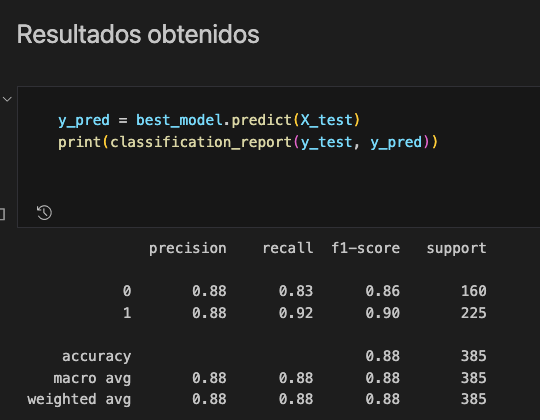 Resultados obtenidos
y_pred = best_model.predict(X_test)
print(classification_report(y_test, y_pred))
precision recall f1-score support
0 0.88 0.83 0.86 160
1 0.88 0.92 0.90 225
accuracy 0.88 385
macro avg 0.88 0.88 0.88 385
weighted avg 0.88 0.88 0.88 385